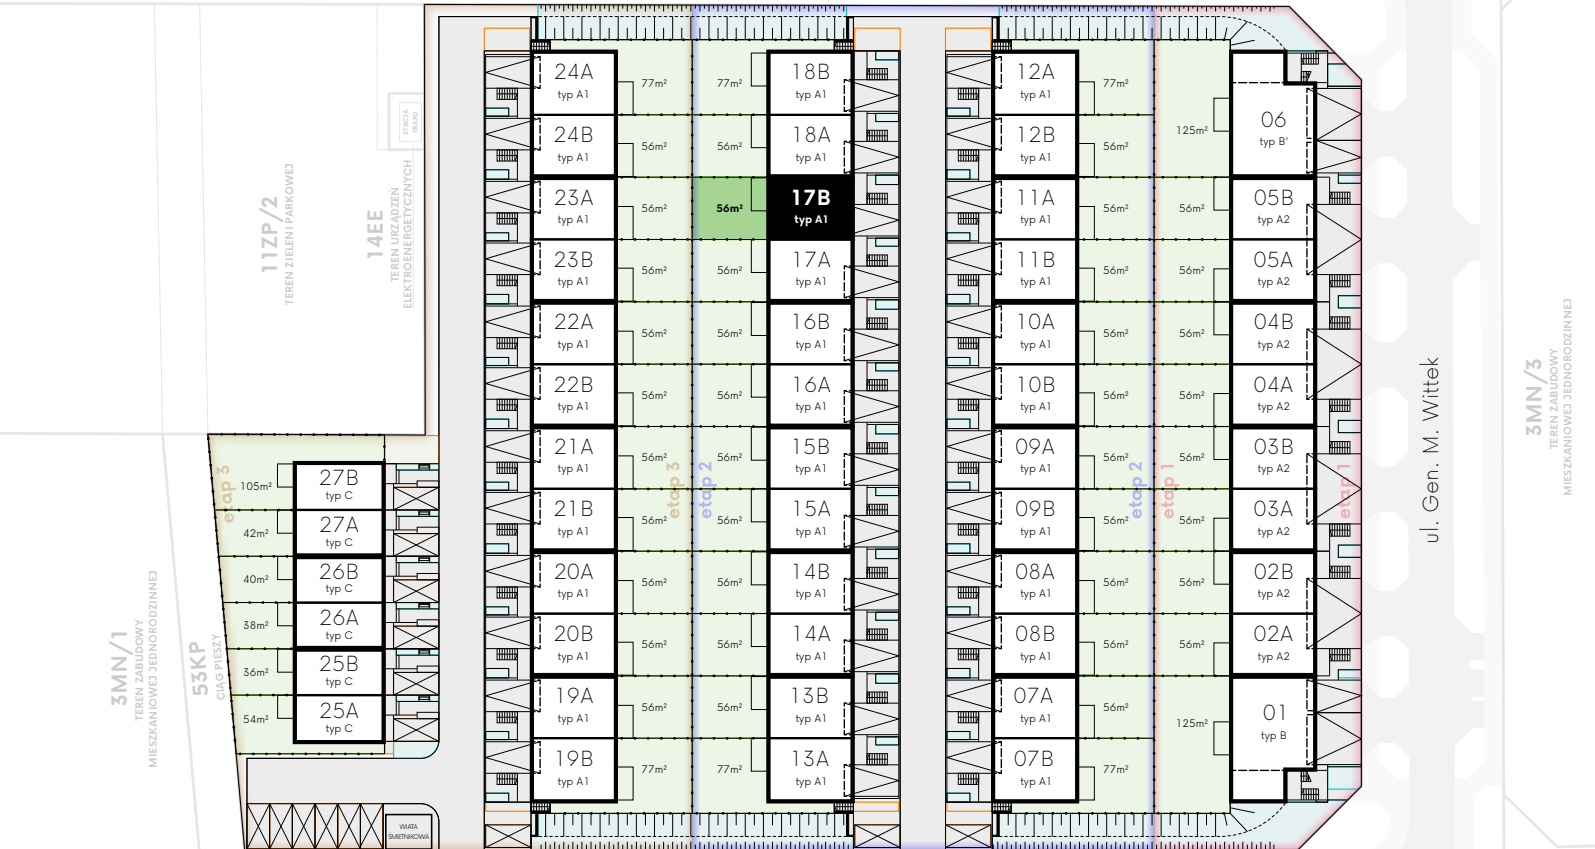 24A
typ A1
77m²
24B
typ A1
56m²
23A
typ A1
56m²
23B
typ A1
56m²
22A
typ A1
56m²
22B
typ A1
56m²
21A
typ A1
56m²
21B
typ A1
56m²
20A
typ A1
56m²
20B
typ A1
56m²
19A
typ A1
56m²
19B
typ A1
77m²
77m²
18B
typ A1
56m²
18A
typ A1
56m²
17B
typ A1
56m²
17A
typ A1
56m²
16B
typ A1
56m²
16A
typ A1
56m²
15B
typ A1
56m²
15A
typ A1
56m²
14B
typ A1
56m²
14A
typ A1
56m²
13B
typ A1
77m²
13A
typ A1
12A
typ A1
77m²
12B
typ A1
56m²
11A
typ A1
56m²
11B
typ A1
56m²
10A
typ A1
56m²
10B
typ A1
56m²
09A
typ A1
56m²
09B
typ A1
56m²
08A
typ A1
56m²
08B
typ A1
56m²
07A
typ A1
56m²
07B
typ A1
77m²
125m²
06
typ B'
56m²
05B
typ A2
56m²
05A
typ A2
56m²
04B
typ A2
56m²
04A
typ A2
56m²
03B
typ A2
56m²
03A
typ A2
56m²
02B
typ A2
56m²
02A
typ A2
125m²
01
typ B
105m²
27B
typ C
42m²
27A
typ C
40m²
26B
typ C
38m²
26A
typ C
36m²
25B
typ C
54m²
25A
typ C
etap 3
etap 3
etap 2
etap 2
etap 1
etap 1
ul. Gen. M. Wittek
11ZP/2
TEREN ZIELENI PARKOWEJ
14EE
TEREN URZĄDZEŃ
ELEKTROENERGETYCZNYCH
STACJA
TRAFO
3MN/1
TEREN ZABUDOWY
MIESZKANIOWEJ JEDNORODZINNEJ
53KP
CIĄG PIESZY
3MN/3
TEREN ZABUDOWY
MIESZKANIOWEJ JEDNORODZINNEJ
WIATA
ŚMIETNIKOWA